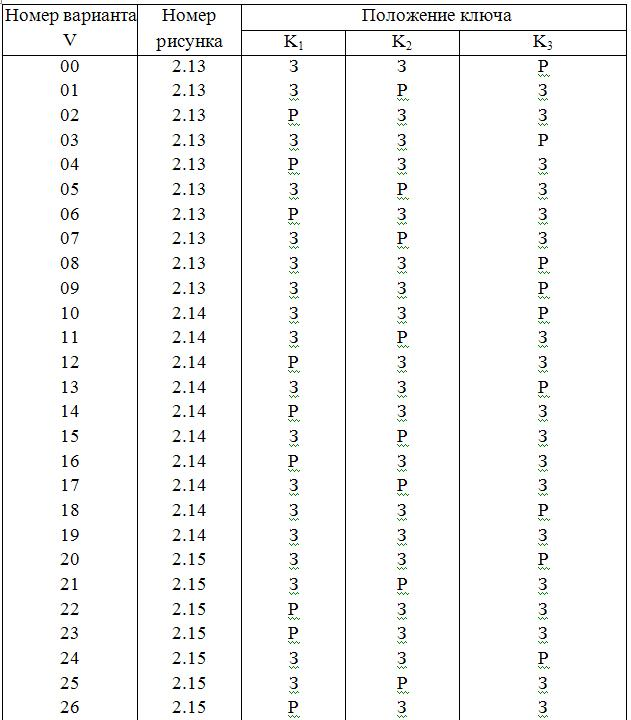 Номер варианта Номер Положение ключа
V рисунка K1 K2 K3
00 2.13 З З Р
01 2.13 З Р З
02 2.13 Р З З
03 2.13 З З Р
04 2.13 Р З З
05 2.13 З Р З
06 2.13 Р З З
07 2.13 З Р З
08 2.13 З З Р
09 2.13 З З Р
10 2.14 З З Р
11 2.14 З Р З
12 2.14 Р З З
13 2.14 З З Р
14 2.14 Р З З
15 2.14 З Р З
16 2.14 Р З З
17 2.14 З Р З
18 2.14 З З Р
19 2.14 З З З
20 2.15 З З Р
21 2.15 З Р З
22 2.15 Р З З
23 2.15 Р З З
24 2.15 З З Р
25 2.15 З Р З
26 2.15 Р З З